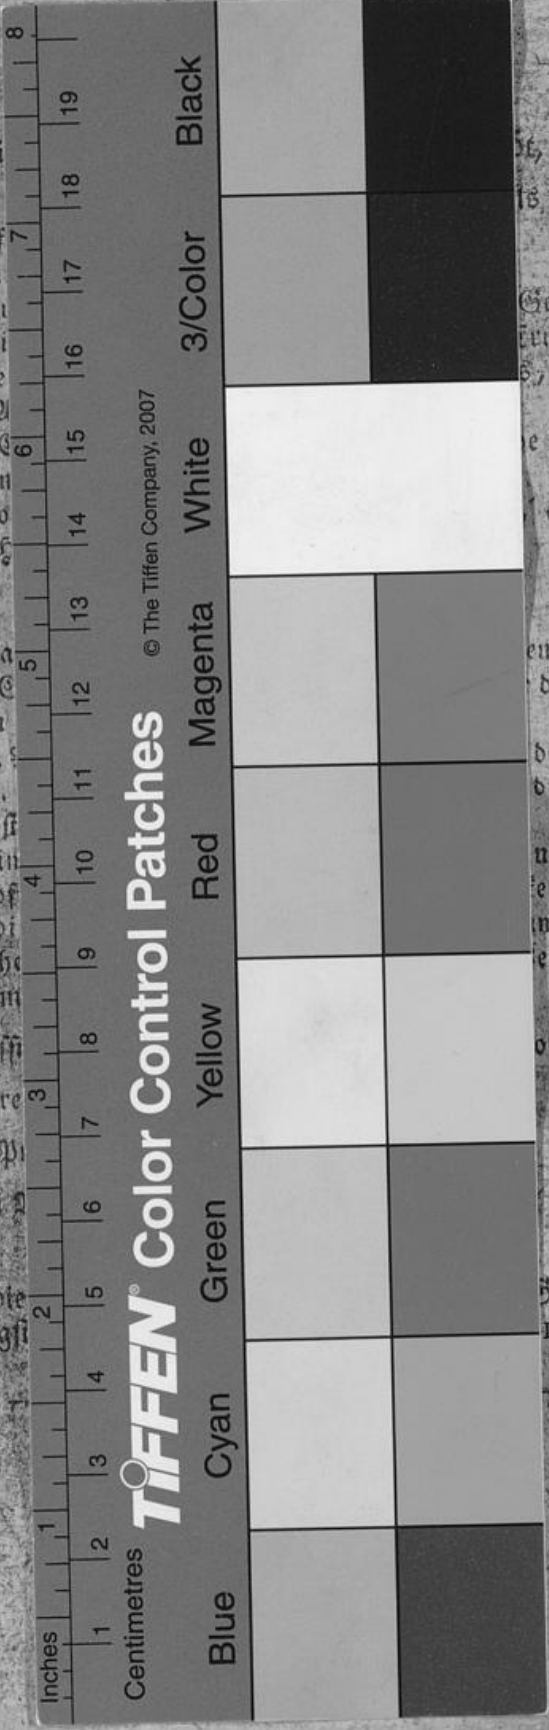 Inches 1 2 3 4 5 6 7 8
1 2 3 4 5 6 7 8 9 10 11 12 13 14 15 16 17 18 19
Centimetres
TIFFEN® Color Control Patches © The Tiffen Company, 2007
Blue Cyan Green Yellow Red Magenta White 3/Color Black